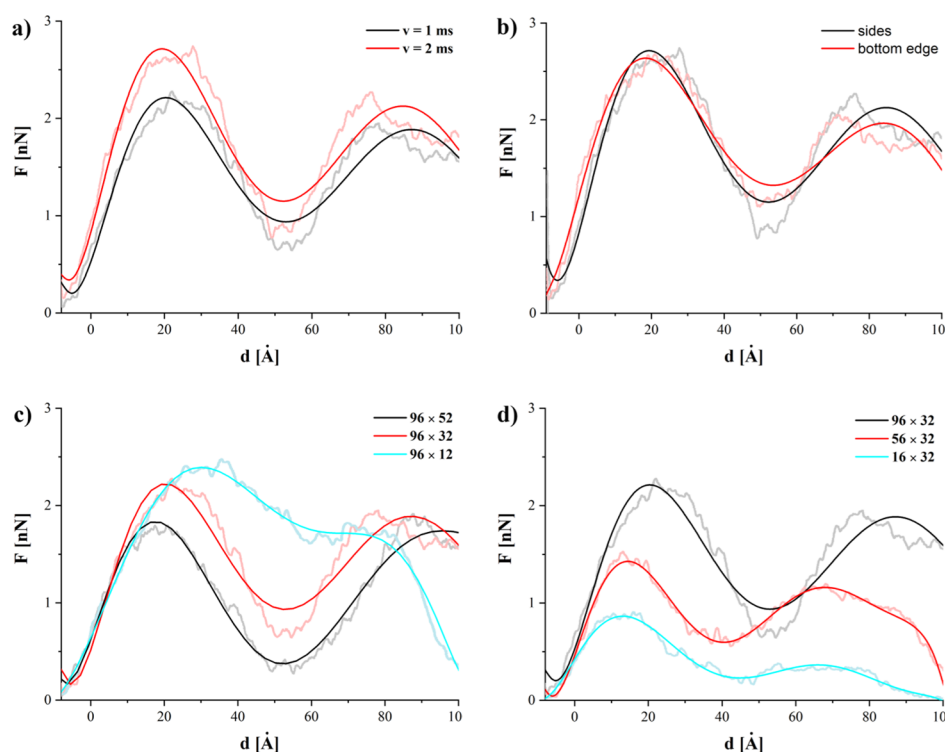 a)
v = 1 ms
v = 2 ms
F [nN]
3
2
1
0
0 20 40 60 80 10
d [Å]
b)
sides
bottom edge
F [nN]
3
2
1
0
0 20 40 60 80 10
d [Å]
c)
96 × 52
96 × 32
96 × 12
F [nN]
3
2
1
0
0 20 40 60 80 10
d [Å]
d)
96 × 32
56 × 32
16 × 32
F [nN]
3
2
1
0
0 20 40 60 80 10
d [Å]